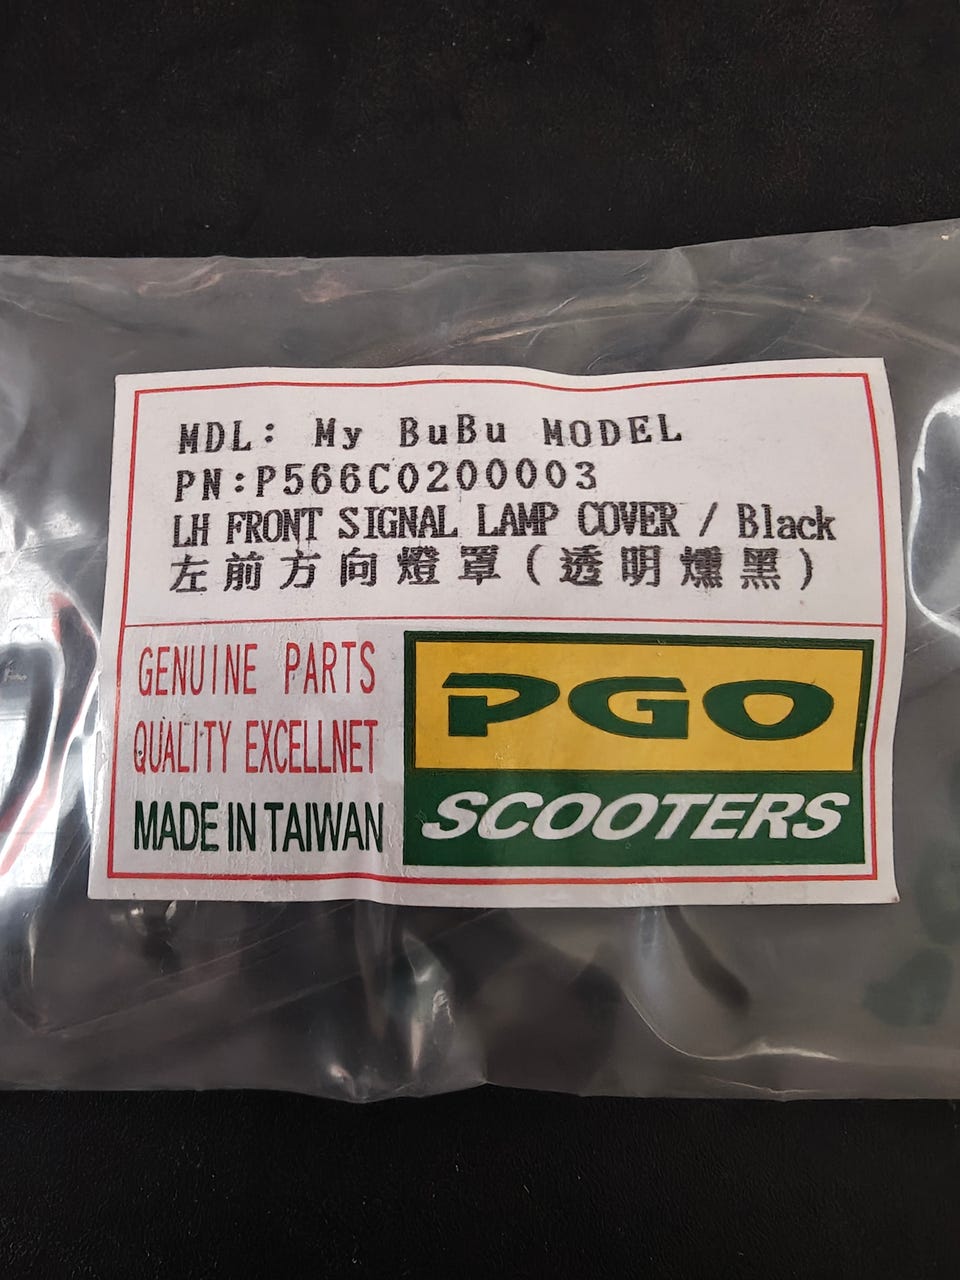 MDL: My BuBu MODEL
PN:P566C0200003
LH FRONT SIGNAL LAMP COVER / Black
左前方向燈罩(透明燻黑)
GENUINE PARTS
QUALITY EXCELLNET
MADE IN TAIWAN
PGO
SCOOTERS